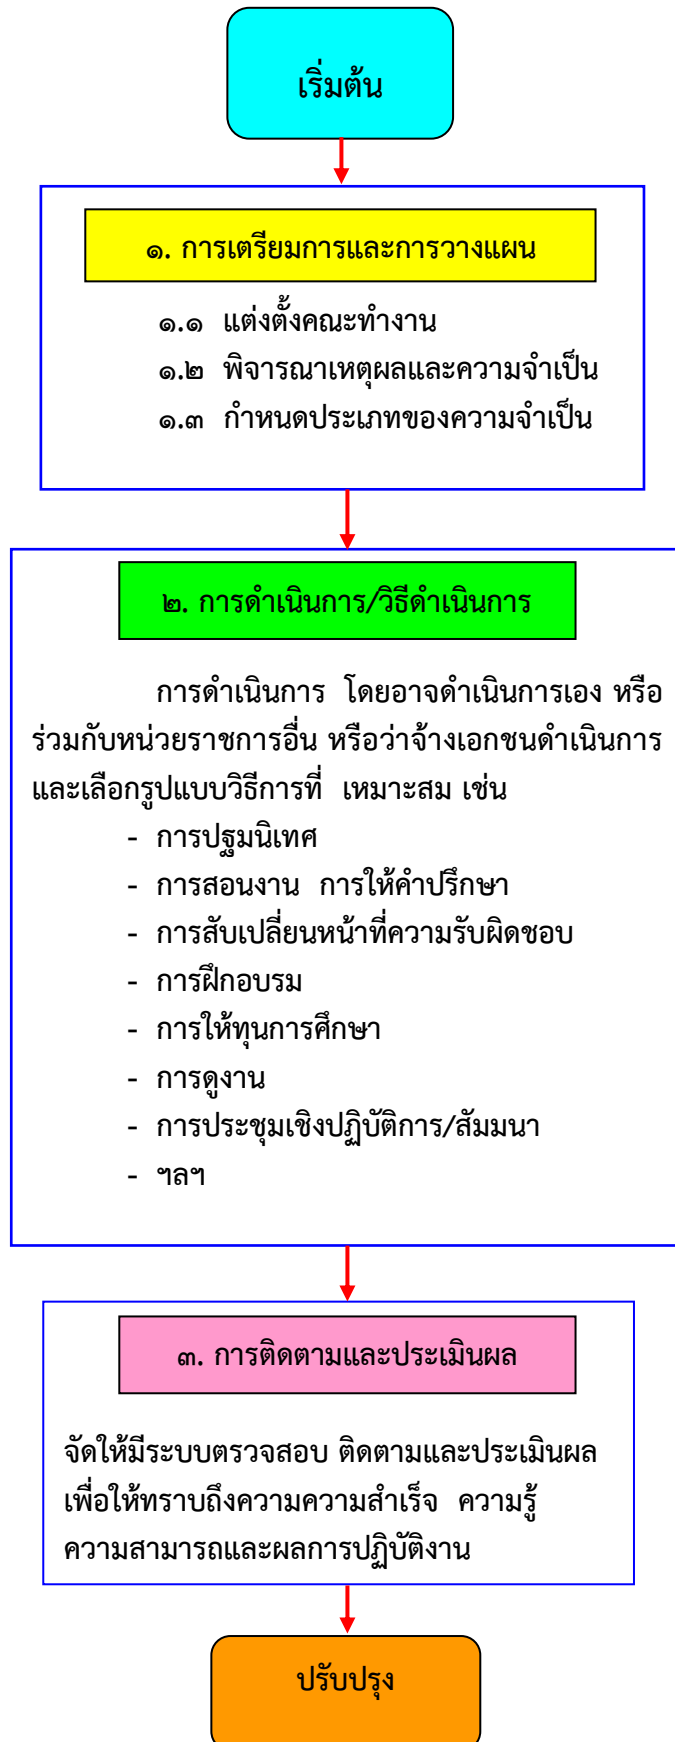 เริ่มต้น
๑. การเตรียมการและการวางแผน
๑.๑ แต่งตั้งคณะทำงาน
๑.๒ พิจารณาเหตุผลและความจำเป็น
๑.๓ กำหนดประเภทของความจำเป็น
๒. การดำเนินการ/วิธีดำเนินการ
การดำเนินการ โดยอาจดำเนินการเอง หรือ
ร่วมกับหน่วยราชการอื่น หรือว่าจ้างเอกชนดำเนินการ
และเลือกรูปแบบวิธีการที่ เหมาะสม เช่น
- การปฐมนิเทศ
- การสอนงาน การให้คำปรึกษา
- การสับเปลี่ยนหน้าที่ความรับผิดชอบ
- การฝึกอบรม
- การให้ทุนการศึกษา
- การดูงาน
- การประชุมเชิงปฏิบัติการ/สัมมนา
- ฯลฯ
๓. การติดตามและประเมินผล
จัดให้มีระบบตรวจสอบ ติดตามและประเมินผล
เพื่อให้ทราบถึงความความสำเร็จ ความรู้
ความสามารถและผลการปฏิบัติงาน
ปรับปรุง